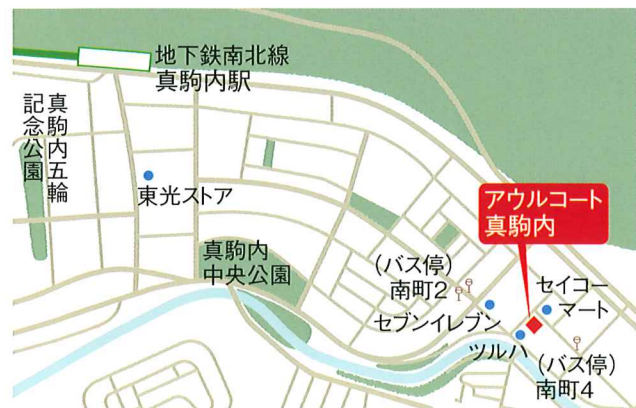 地下鉄南北線
真駒内駅
真駒内五輪
記念公園
東光ストア
真駒内
中央公園
アウルコート
真駒内
(バス停)
南町2
セブンイレブン
セイコー
マート
ツルハ
(バス停)
南町4